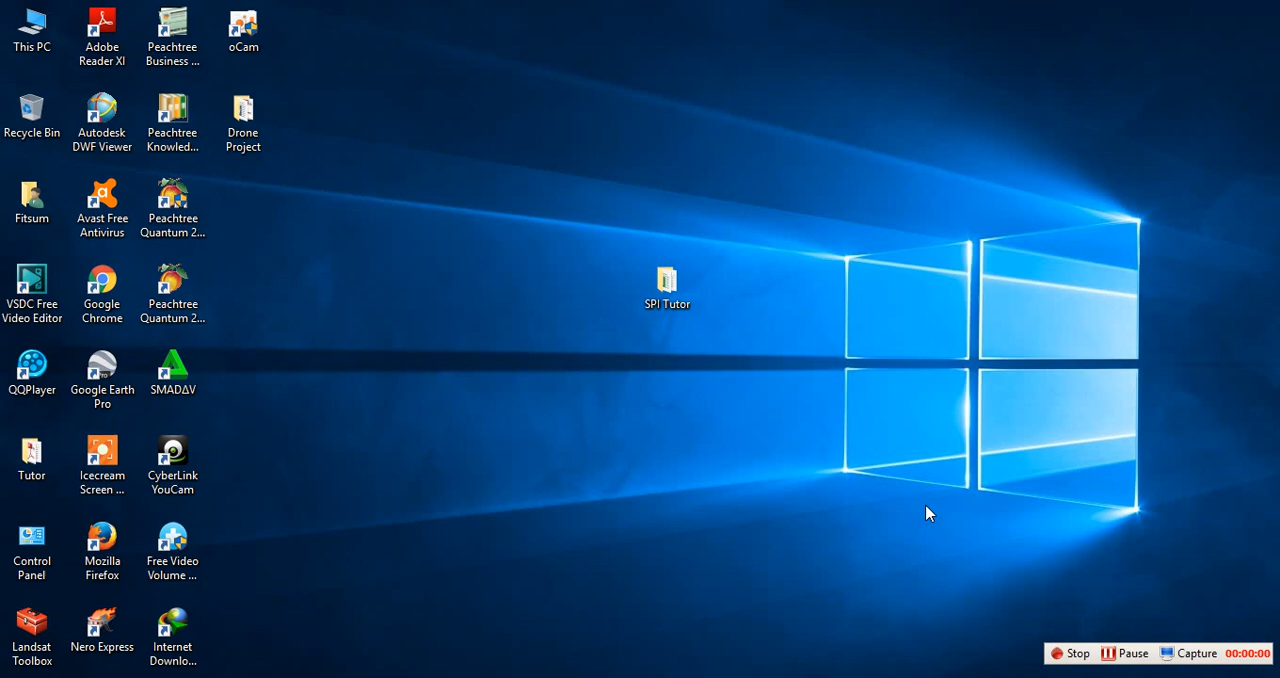 This PC
Adobe
Reader XI
Peachtree
Business ...
oCam
Recycle Bin
Autodesk
DWF Viewer
Peachtree
Knowled...
Drone
Project
Fitsum
Avast Free
Antivirus
Peachtree
Quantum 2...
VSDC Free
Video Editor
Google
Chrome
Peachtree
Quantum 2...
SPI Tutor
QQPlayer
Google Earth
Pro
SMADΔV
Tutor
Icecream
Screen ...
CyberLink
YouCam
Control
Panel
Mozilla
Firefox
Free Video
Volume ...
Landsat
Toolbox
Nero Express
Internet
Downlo...
Stop Pause Capture 00:00:00